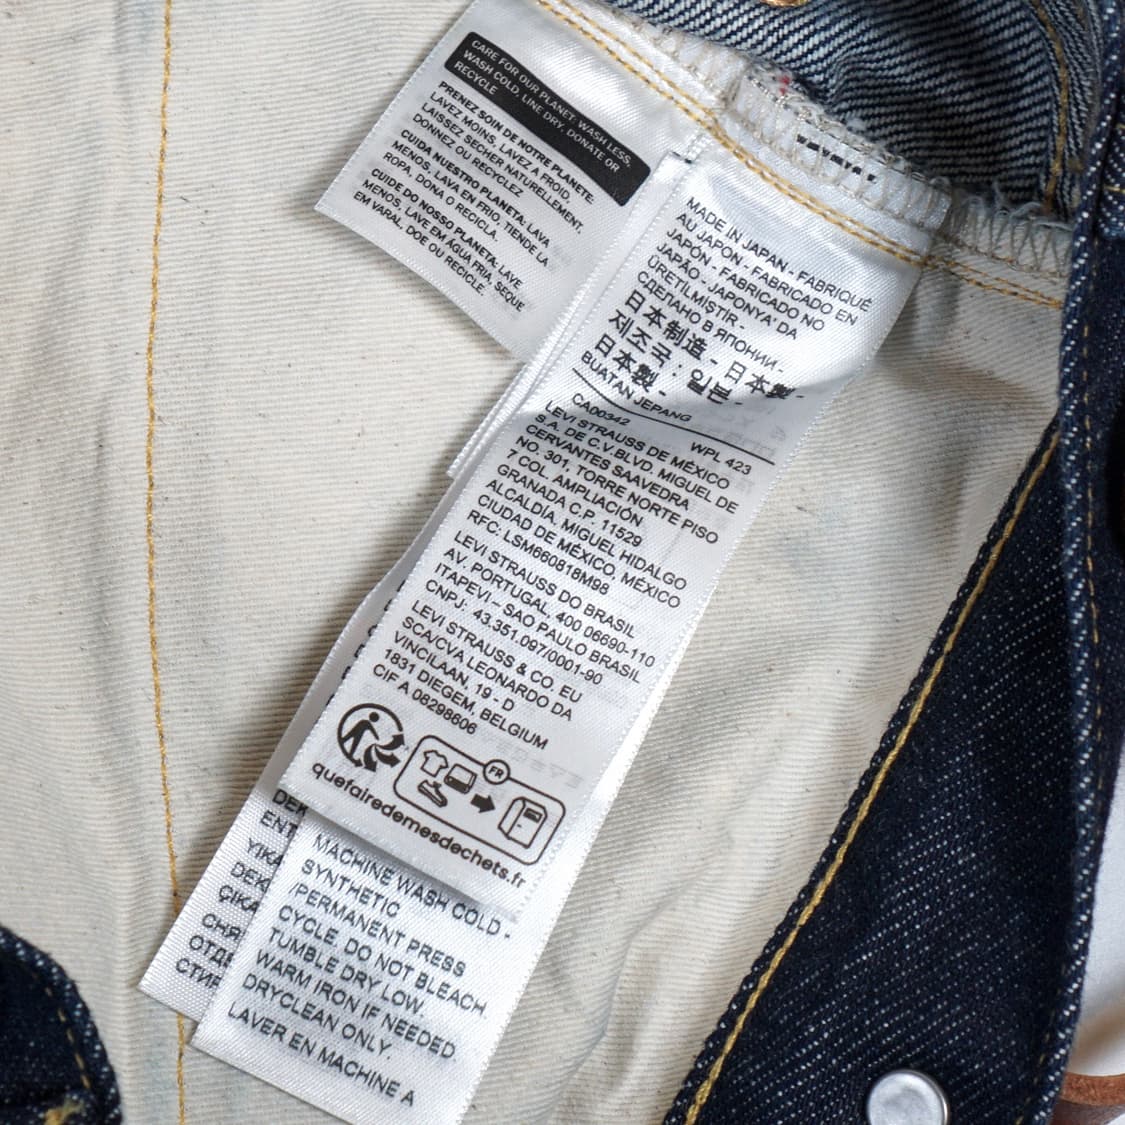 CARE FOR OUR PLANET: WASH LESS,
WASH COLD, LINE DRY, DONATE OR
RECYCLE
PRENEZ SOIN DE NOTRE PLANETE:
LAVEZ MOINS, LAVEZ A FROID,
LAISSEZ SECHER NATURELLEMENT,
DONNEZ OU RECYCLEZ
CUIDA NUESTRO PLANETA: LAVA
MENOS, LAVA EN FRIO, TIENDE LA
ROPA, DONA O RECICLA.
CUIDE DO NOSSO PLANETA: LAVE
MENOS, LAVE EM ÁGUA FRIA, SEQUE
EM VARAL, DOE OU RECICLE.
MADE IN JAPAN - FABRIQUÉ
AU JAPON - FABRICADO EN
JAPÓN - FABRICADO NO
JAPÃO - JAPONYA' DA
ÜRETİLMİŞTİR -
СДЕЛАНО В ЯПОНИИ -
日本制造 - 日本製 -
제조국 : 일본 -
日本製 -
BUATAN JEPANG
CA00342 WPL 423
LEVI STRAUSS DE MÉXICO
S.A. DE C.V.BLVD. MIGUEL DE
CERVANTES SAAVEDRA
NO. 301, TORRE NORTE PISO
7 COL. AMPLIACIÓN
GRANADA C.P. 11529
ALCALDÍA, MIGUEL HIDALGO
CIUDAD DE MÉXICO, MÉXICO
RFC: LSM660818M98
LEVI STRAUSS DO BRASIL
AV. PORTUGAL, 400 06690-110
ITAPEVI - SAO PAULO BRASIL
CNPJ: 43.351.097/0001-90
LEVI STRAUSS & CO. EU
SCA/CVA LEONARDO DA
VINCILAAN, 19 - D
1831 DIEGEM, BELGIUM
CIF A 08298606
FR
quefairedemesdechets.fr
MACHINE WASH COLD -
SYNTHETIC
/PERMANENT PRESS
CYCLE. DO NOT BLEACH.
TUMBLE DRY LOW.
WARM IRON IF NEEDED
DRYCLEAN ONLY.
LAVER EN MACHINE A